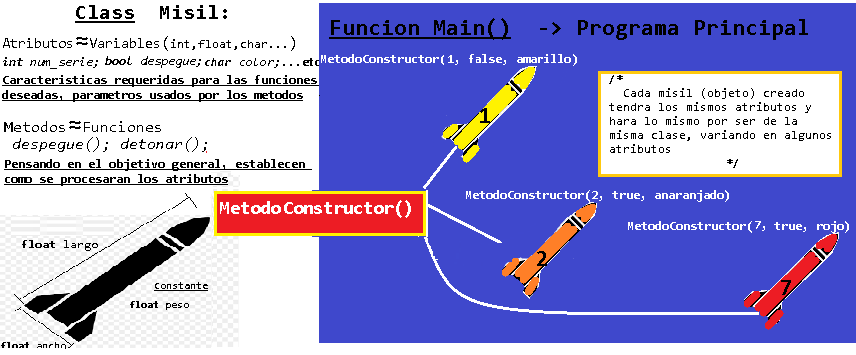 Class Misil:
Atributos≈Variables(int,float,char...)
int num_serie; bool despegue;char color;...etc
Caracteristicas requeridas para las funciones
deseadas, parametros usados por los metodos
Metodos≈Funciones
despegue(); detonar();
Pensando en el objetivo general, establecen
como se procesaran los atributos
float largo
Constante
float peso
float ancho
MetodoConstructor()
Funcion Main() -> Programa Principal
MetodoConstructor(1, false, amarillo)
1
/*
Cada misil (objeto) creado
tendra los mismos atributos y
hara lo mismo por ser de la
misma clase, variando en algunos
atributos
*/
MetodoConstructor(2, true, anaranjado)
2
MetodoConstructor(7, true, rojo)
7